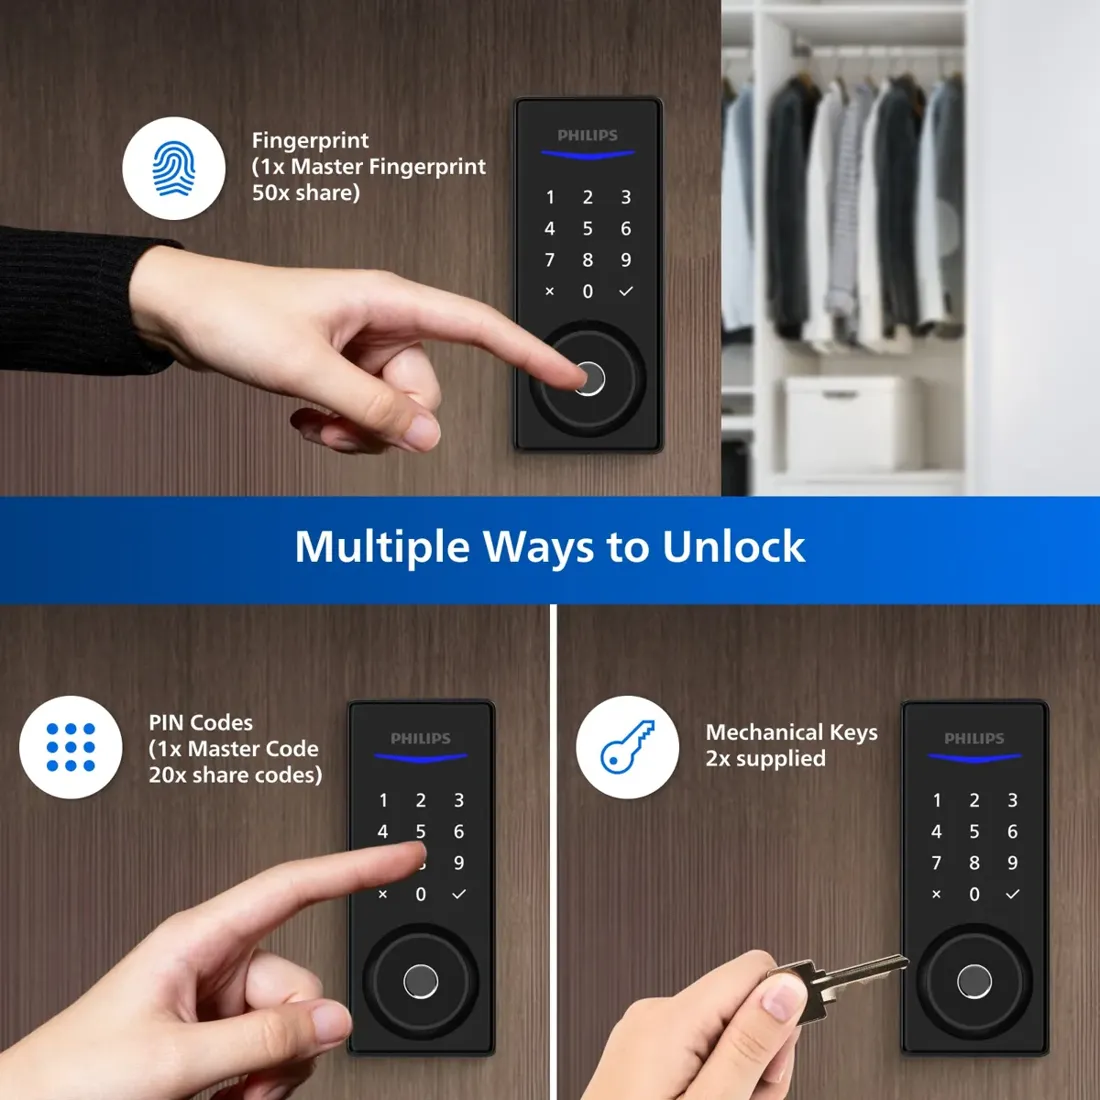 Fingerprint
(1x Master Fingerprint
50x share)
PHILIPS
1 2 3
4 5 6
7 8 9
× 0 ✓
Multiple Ways to Unlock
PIN Codes
(1x Master Code
20x share codes)
PHILIPS
1 2 3
4 5 6
9
× 0 ✓
Mechanical Keys
2x supplied
PHILIPS
1 2 3
4 5 6
7 8 9
× 0 ✓